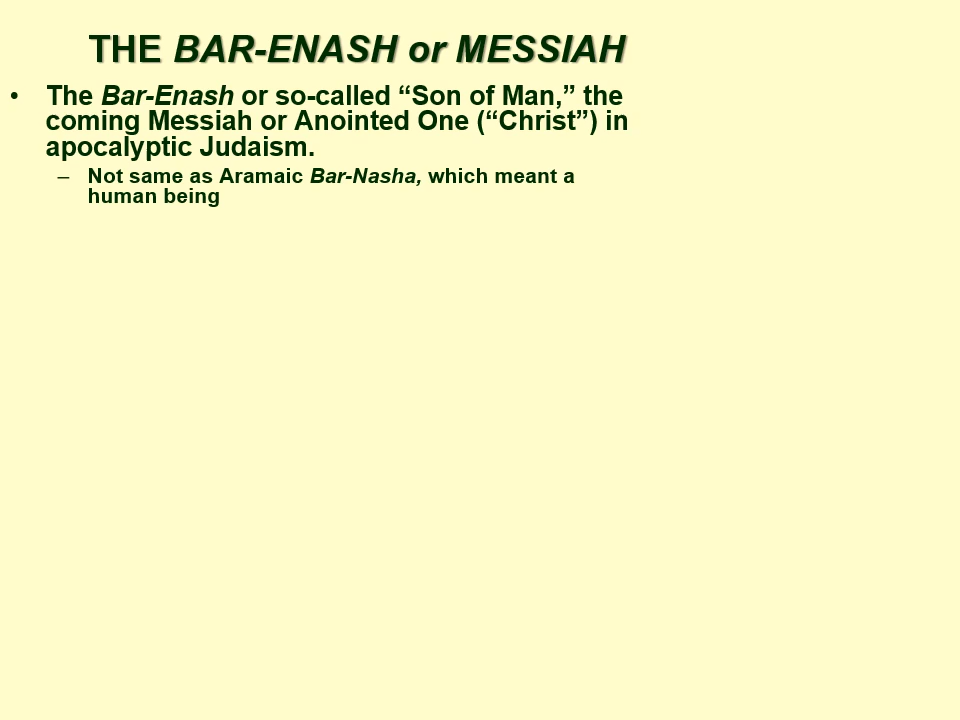 THE BAR-ENASH or MESSIAH
• The Bar-Enash or so-called “Son of Man,” the
coming Messiah or Anointed One (“Christ”) in
apocalyptic Judaism.
– Not same as Aramaic Bar-Nasha, which meant a
human being